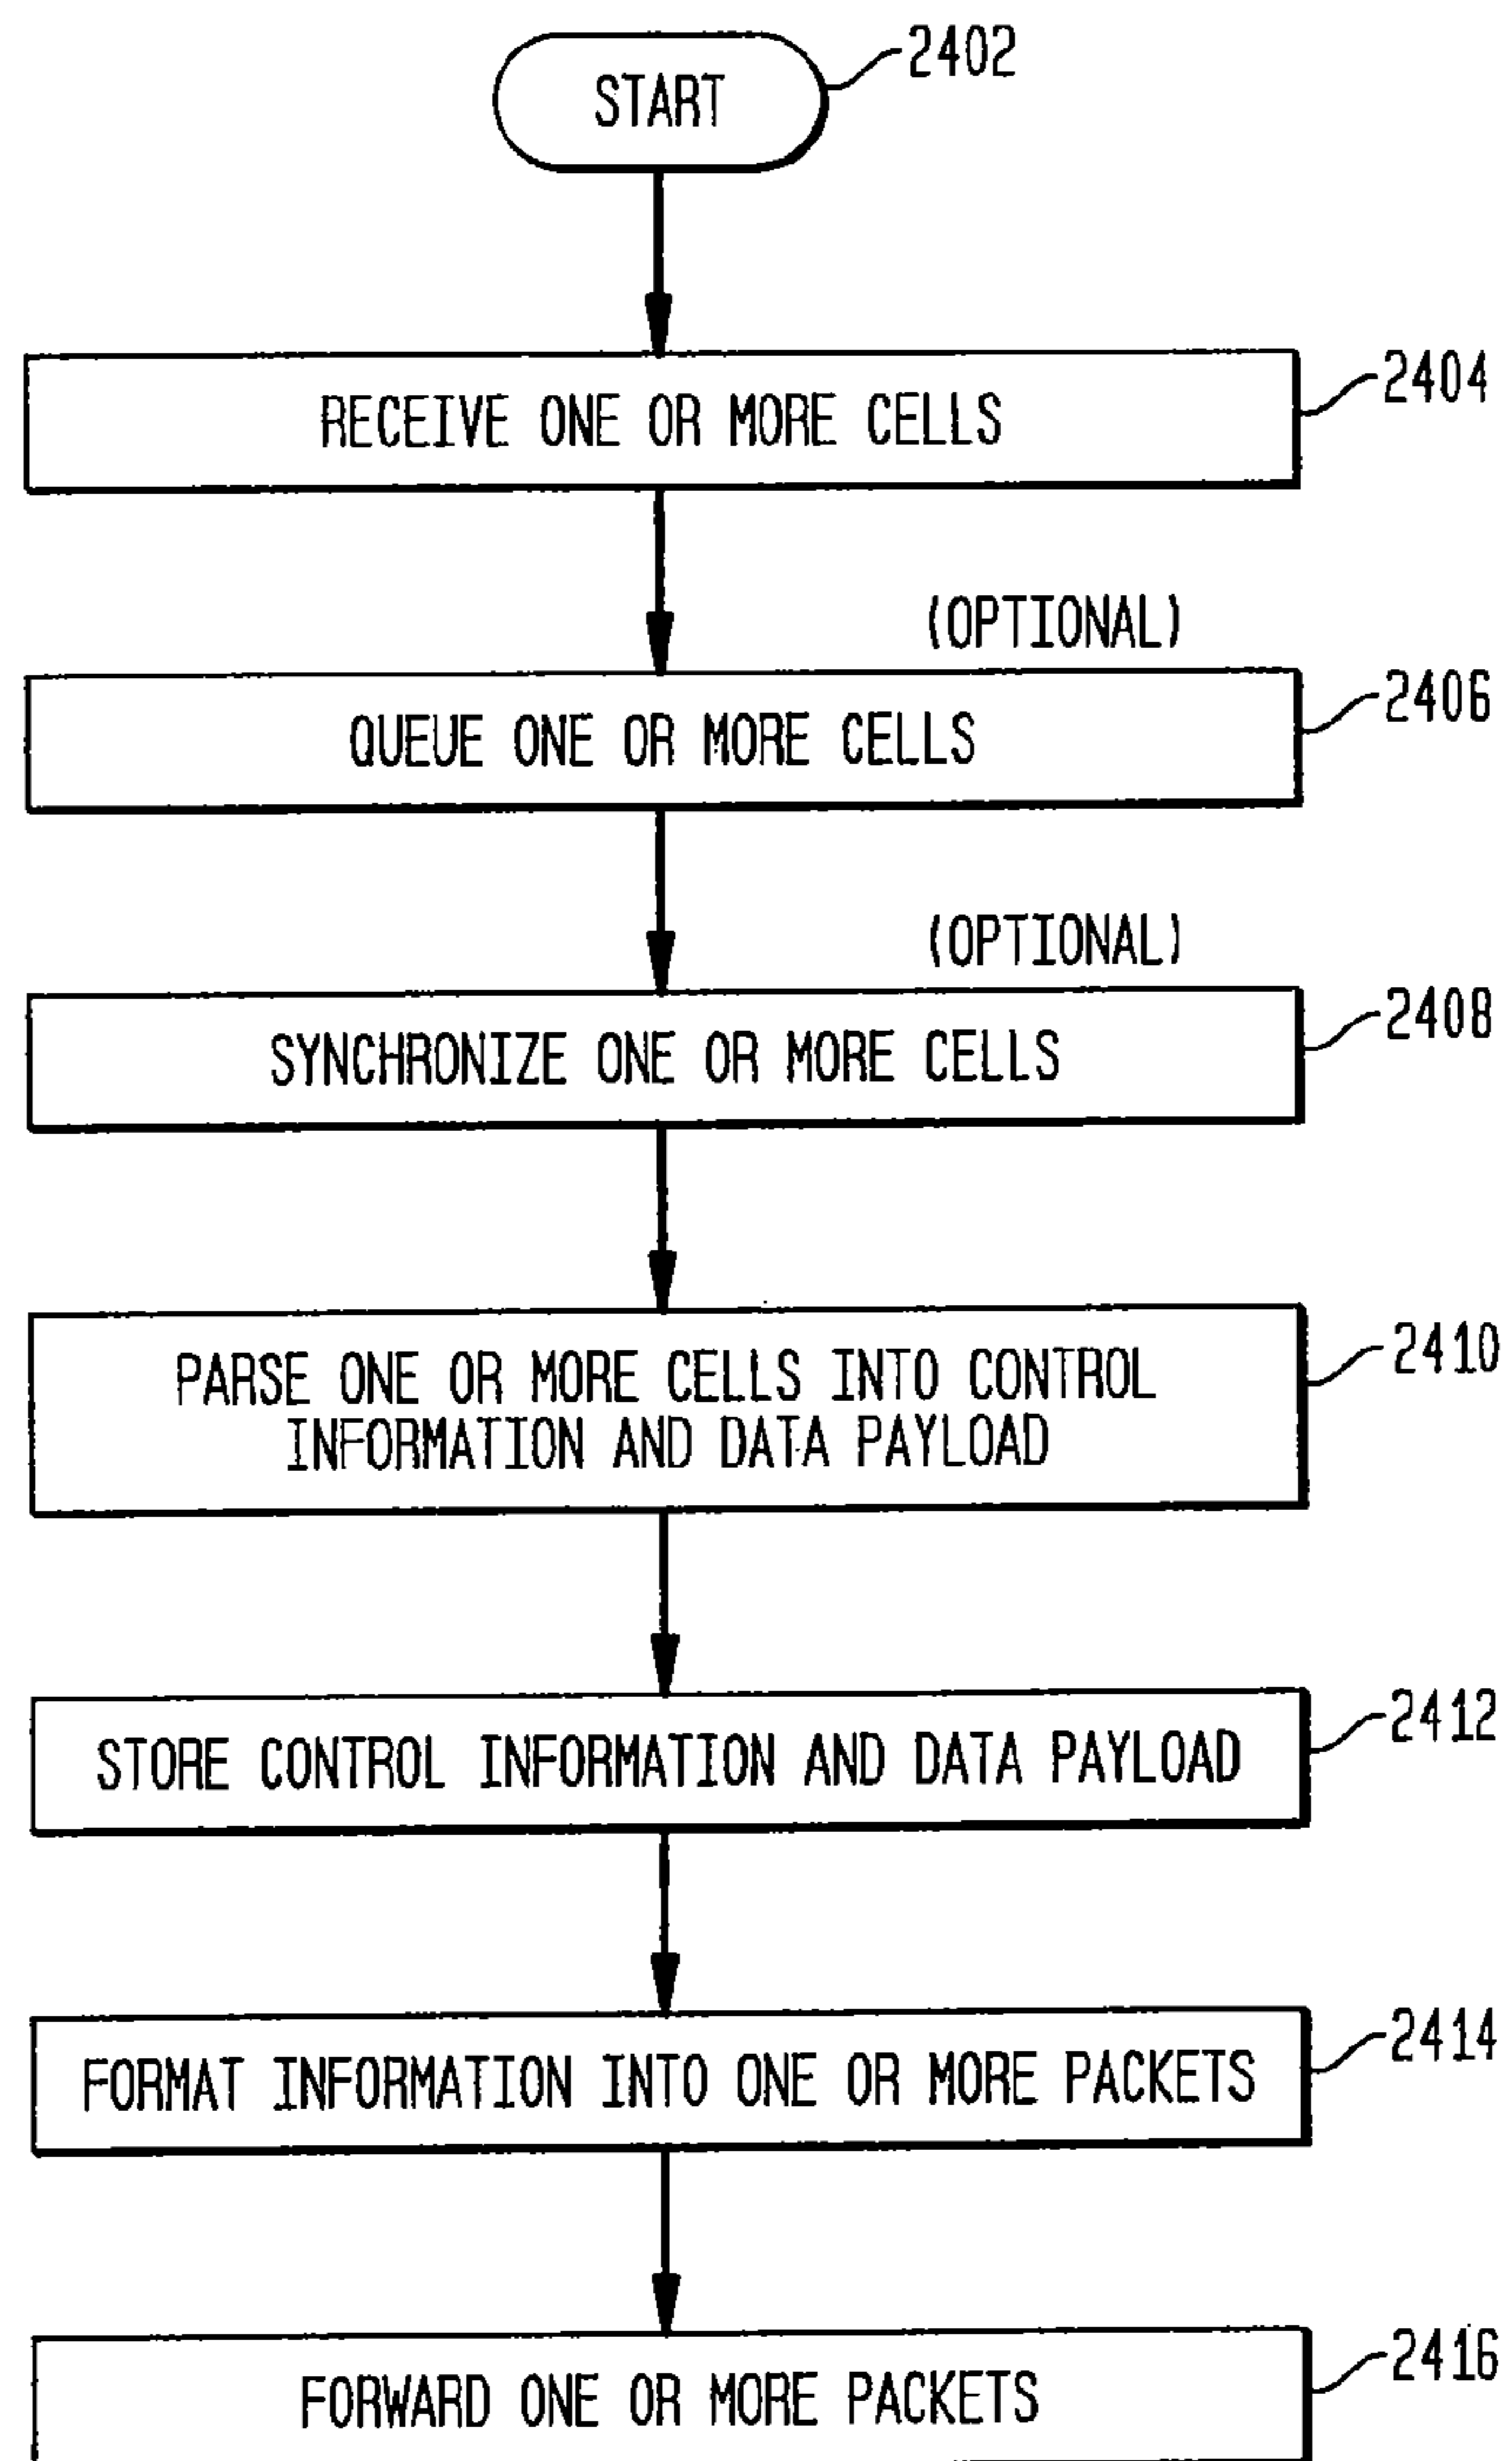 START
2402
RECEIVE ONE OR MORE CELLS
2404
(OPTIONAL)
QUEUE ONE OR MORE CELLS
2406
(OPTIONAL)
SYNCHRONIZE ONE OR MORE CELLS
2408
PARSE ONE OR MORE CELLS INTO CONTROL
INFORMATION AND DATA PAYLOAD
2410
STORE CONTROL INFORMATION AND DATA PAYLOAD
2412
FORMAT INFORMATION INTO ONE OR MORE PACKETS
2414
FORWARD ONE OR MORE PACKETS
2416